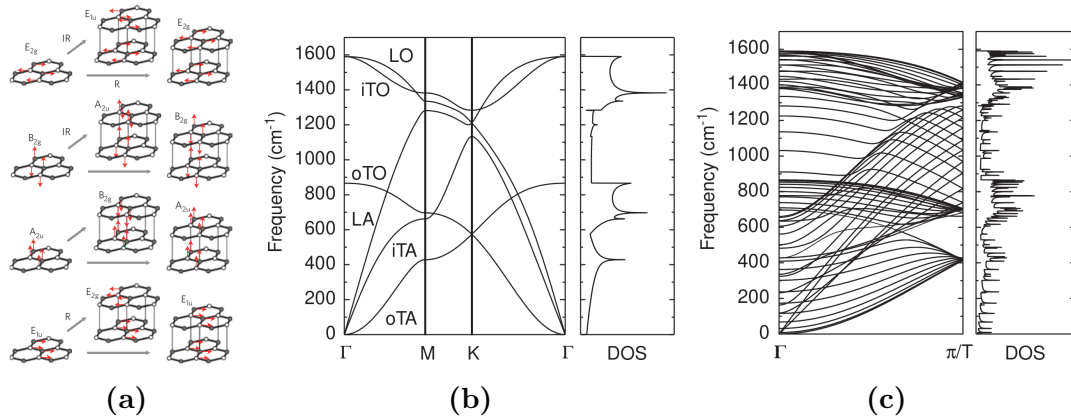 E1u
E2g
IR
E2g
R
A2u
IR
B2g
B2g
B2g
A2u
A2u
E2g
E1u
R
E1u
(a)
Frequency (cm-1)
1600
1400
1200
1000
800
600
400
200
0
LO
iTO
oTO
LA
iTA
oTA
Γ M K Γ DOS
(b)
Frequency (cm-1)
1600
1400
1200
1000
800
600
400
200
0
Γ π/T DOS
(c)